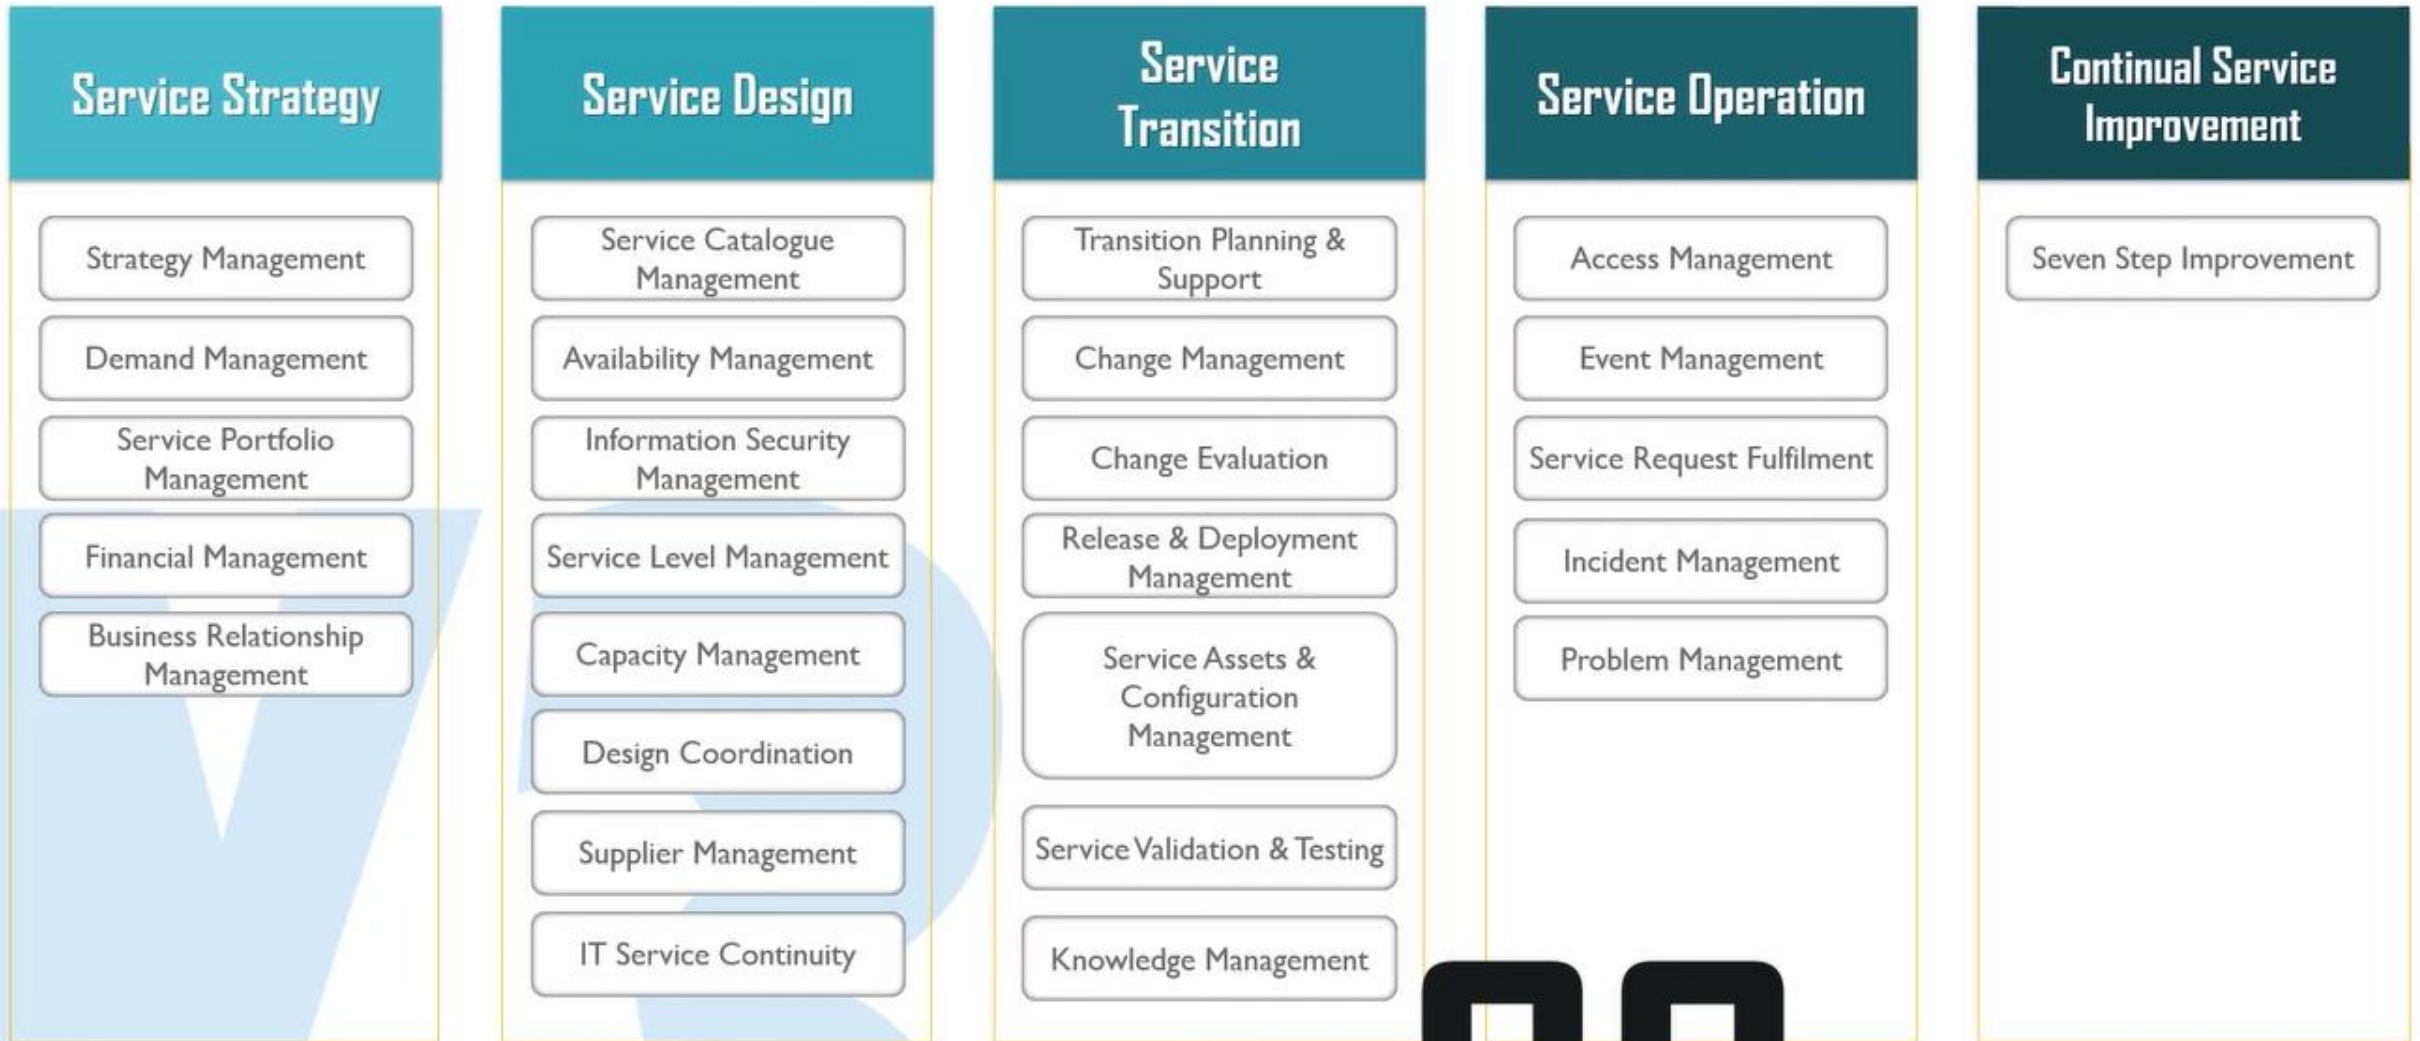 Service Strategy
Strategy Management
Demand Management
Service Portfolio
Management
Financial Management
Business Relationship
Management
Service Design
Service Catalogue
Management
Availability Management
Information Security
Management
Service Level Management
Capacity Management
Design Coordination
Supplier Management
IT Service Continuity
Service
Transition
Transition Planning &
Support
Change Management
Change Evaluation
Release & Deployment
Management
Service Assets &
Configuration
Management
Service Validation & Testing
Knowledge Management
Service Operation
Access Management
Event Management
Service Request Fulfilment
Incident Management
Problem Management
Continual Service
Improvement
Seven Step Improvement